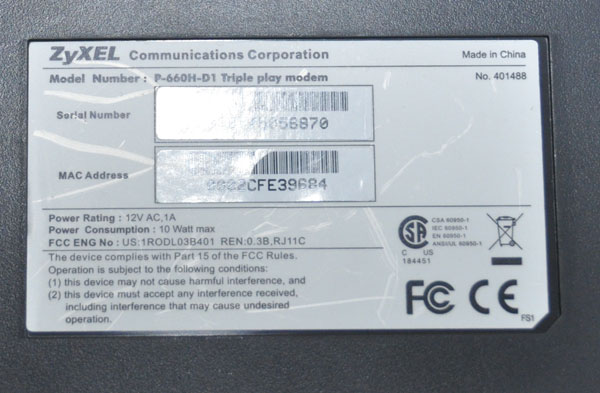 ZyXEL Communications Corporation Made in China
Model Number : P-660H-D1 Triple play modem No. 401488
Serial Number
MAC Address
Power Rating : 12V AC,1A
Power Consumption : 10 Watt max
FCC ENG No : US:1RODL03B401 REN:0.3B,RJ11C
The device complies with Part 15 of the FCC Rules.
Operation is subject to the following conditions:
(1) this device may not cause harmful interference, and
(2) this device must accept any interference received,
including interference that may cause undesired
operation.
SA
C US
184451
CSA 60950-1
IEC 60950-1
EN 60950-1
ANSI/UL 60950-1
FC CE
FS1